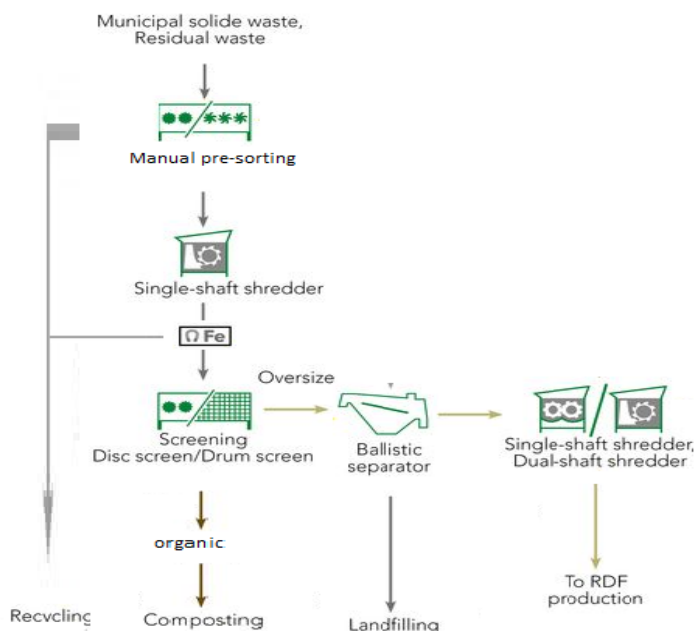 Municipal solide waste,
Residual waste
Manual pre-sorting
Single-shaft shredder
Fe
Oversize
Screening
Disc screen/Drum screen
Ballistic
separator
Single-shaft shredder,
Dual-shaft shredder
organic
To RDF
production
Recycling
Composting
Landfilling